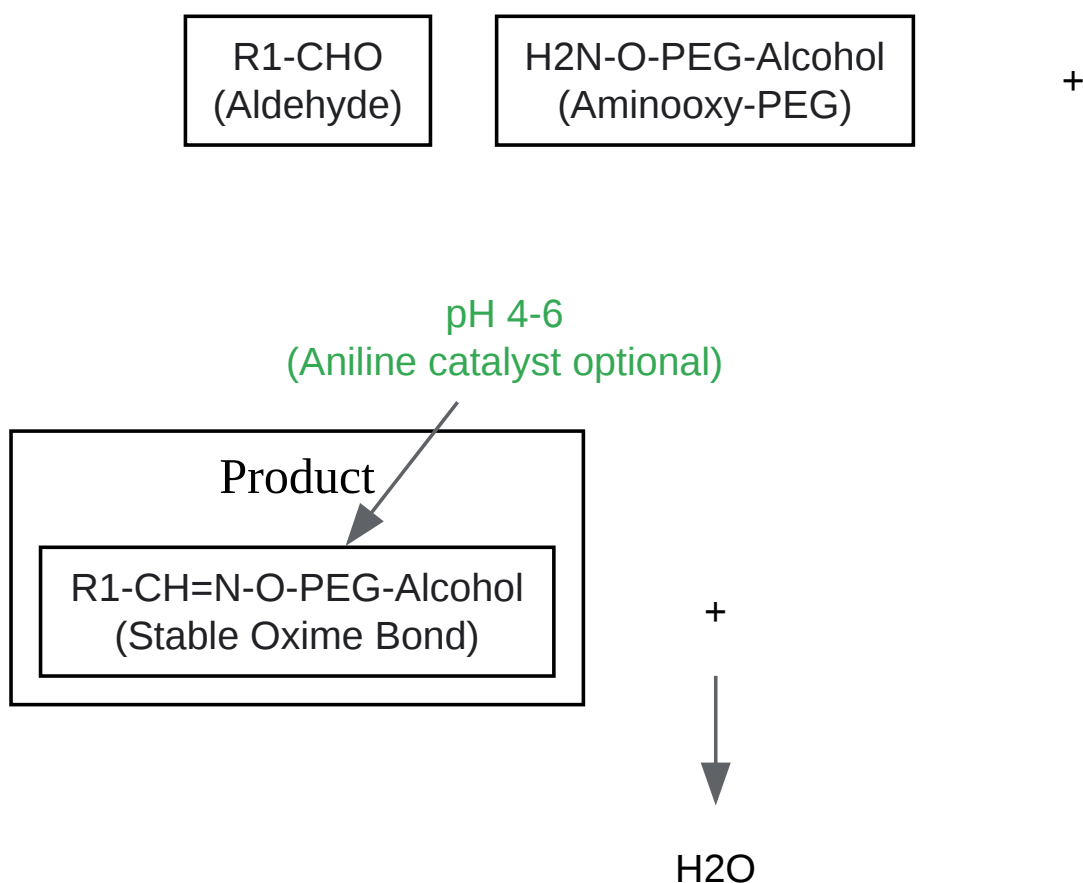 R1-CHO
(Aldehyde)
H2N-O-PEG-Alcohol
(Aminooxy-PEG)
+
pH 4-6
(Aniline catalyst optional)
Product
R1-CH=N-O-PEG-Alcohol
(Stable Oxime Bond)
+
H2O